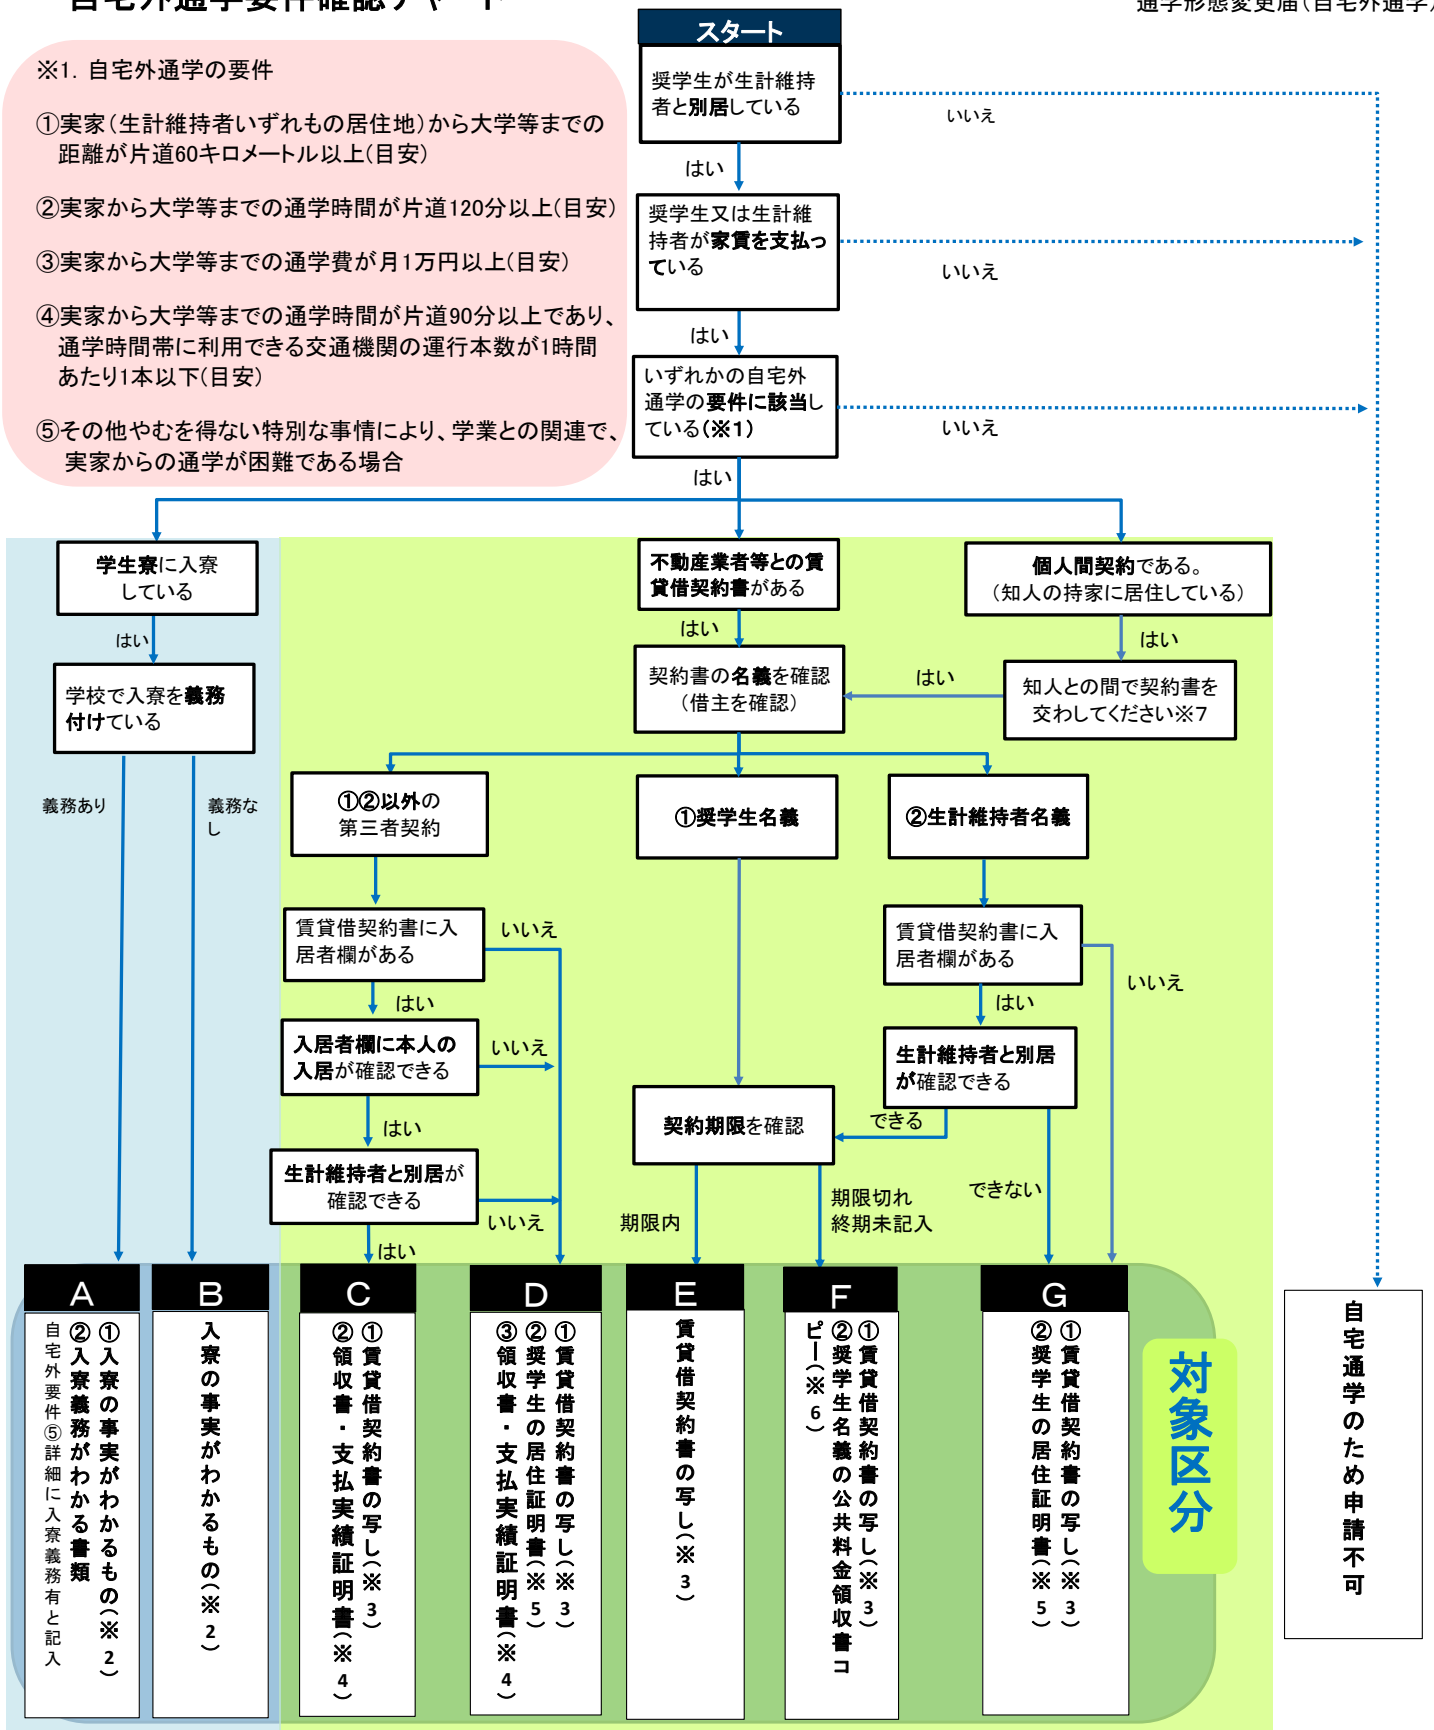 自宅外通学要件確認チャート
通学形態変更届(自宅外通学)
※1. 自宅外通学の要件
①実家(生計維持者いずれもの居住地)から大学等までの
距離が片道60キロメートル以上(目安)
②実家から大学等までの通学時間が片道120分以上(目安)
③実家から大学等までの通学費が月1万円以上(目安)
④実家から大学等までの通学時間が片道90分以上であり、
通学時間帯に利用できる交通機関の運行本数が1時間
あたり1本以下(目安)
⑤その他やむを得ない特別な事情により、学業との関連で、
実家からの通学が困難である場合
スタート
奨学生が生計維持
者と別居している
いいえ
はい
奨学生又は生計維
持者が家賃を支払っ
ている
いいえ
はい
いずれかの自宅外
通学の要件に該当し
ている(※1)
いいえ
はい
学生寮に入寮
している
はい
学校で入寮を義務
付けている
義務あり
義務な
し
不動産業者等との賃
貸借契約書がある
はい
契約書の名義を確認
(借主を確認)
個人間契約である。
(知人の持家に居住している)
はい
知人との間で契約書を
交わしてください※7
はい
①②以外の
第三者契約
①奨学生名義
②生計維持者名義
賃貸借契約書に入
居者欄がある
いいえ
はい
入居者欄に本人の
入居が確認できる
いいえ
はい
生計維持者と別居が
確認できる
いいえ
はい
賃貸借契約書に入
居者欄がある
いいえ
はい
生計維持者と別居
が確認できる
できる
できない
契約期限を確認
期限内
期限切れ
終期未記入
A
①入寮の事実がわかるもの(※2)
②入寮義務がわかる書類
自宅外要件⑤詳細に入寮義務有と記入
B
入寮の事実がわかるもの(※2)
C
①賃貸借契約書の写し(※3)
②領収書・支払実績証明書(※4)
D
①賃貸借契約書の写し(※3)
②奨学生の居住証明書(※5)
③領収書・支払実績証明書(※4)
E
賃貸借契約書の写し(※3)
F
①賃貸借契約書の写し(※3)
②奨学生名義の公共料金領収書コ
ピー(※6)
G
①賃貸借契約書の写し(※3)
②奨学生の居住証明書(※5)
対象区分
自宅通学のため申請不可